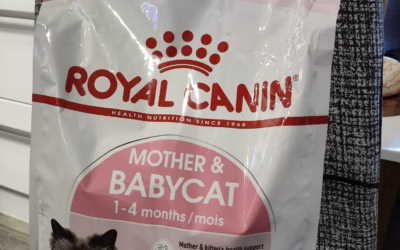 ROYAL CANIN
HEALTH NUTRITION SINCE 1968
MOTHER &
BABYCAT
1-4 months/mois
Mother & kitten's health support